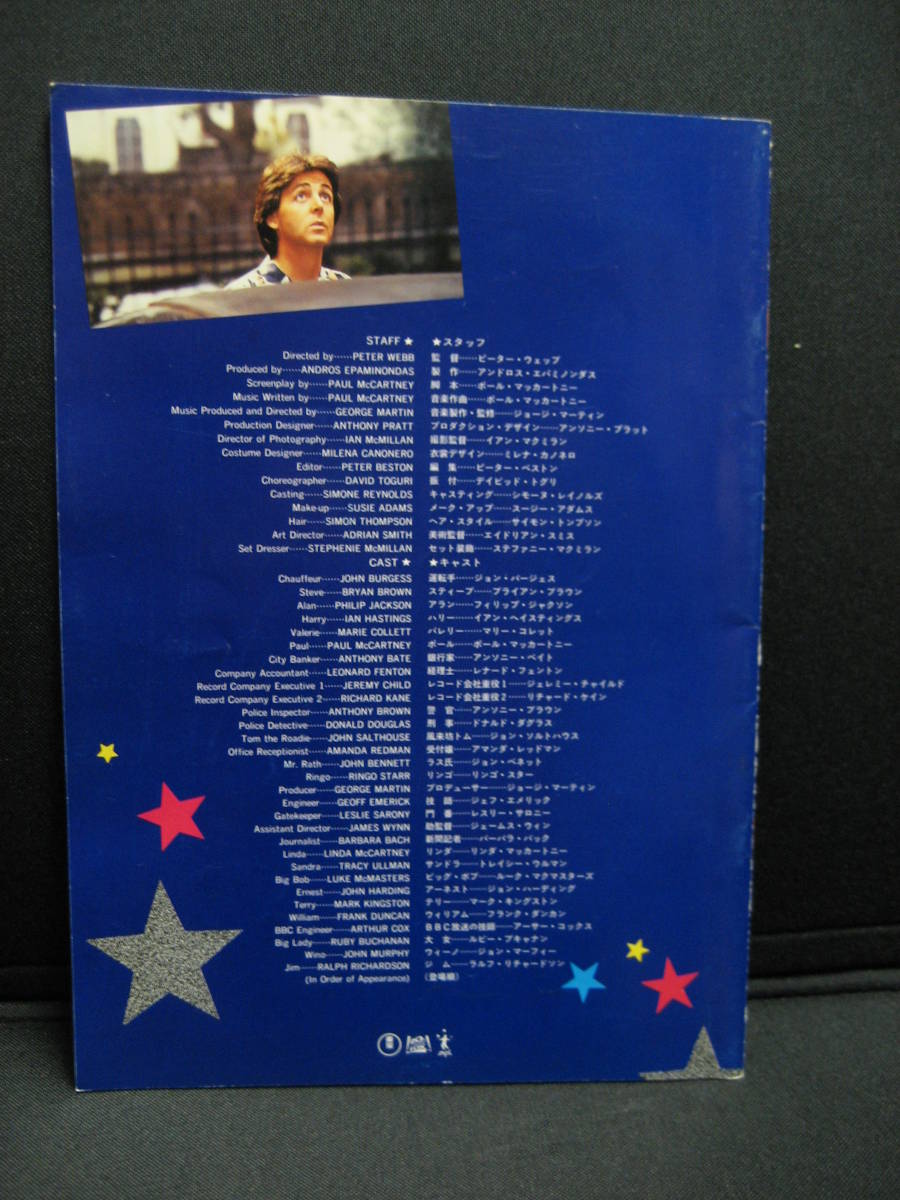 STAFF ★ ★スタッフ
Directed by……PETER WEBB 監　督……ピーター・ウェッブ
Produced by……ANDROS EPAMINONDAS 製　作……アンドロス・エパミノンダス
Screenplay by……PAUL McCARTNEY 脚　本……ポール・マッカートニー
Music Written by……PAUL McCARTNEY 音楽作曲……ポール・マッカートニー
Music Produced and Directed by……GEORGE MARTIN 音楽製作・監修……ジョージ・マーティン
Production Designer……ANTHONY PRATT プロダクション・デザイン……アンソニー・プラット
Director of Photography……IAN McMILLAN 撮影監督……イアン・マクミラン
Costume Designer……MILENA CANONERO 衣裳デザイン……ミレナ・カノネロ
Editor……PETER BESTON 編　集……ピーター・ベストン
Choreographer……DAVID TOGURI 振　付……デイビッド・トグリ
Casting……SIMONE REYNOLDS キャスティング……シモーヌ・レイノルズ
Make-up……SUSIE ADAMS メーク・アップ……スージー・アダムス
Hair……SIMON THOMPSON ヘア・スタイル……サイモン・トンプソン
Art Director……ADRIAN SMITH 美術監督……エイドリアン・スミス
Set Dresser……STEPHENIE McMILLAN セット装飾……ステファニー・マクミラン
CAST ★ ★キャスト
Chauffeur……JOHN BURGESS 運転手……ジョン・バージェス
Steve……BRYAN BROWN スティーブ……ブライアン・ブラウン
Alan……PHILIP JACKSON アラン……フィリップ・ジャクソン
Harry……IAN HASTINGS ハリー……イアン・ヘイスティングス
Valerie……MARIE COLLETT バレリー……マリー・コレット
Paul……PAUL McCARTNEY ポール……ポール・マッカートニー
City Banker……ANTHONY BATE 銀行家……アンソニー・ベイト
Company Accountant……LEONARD FENTON 経理士……レナード・フェントン
Record Company Executive 1……JEREMY CHILD レコード会社重役1……ジェレミー・チャイルド
Record Company Executive 2……RICHARD KANE レコード会社重役2……リチャード・ケイン
Police Inspector……ANTHONY BROWN 警　官……アンソニー・ブラウン
Police Detective……DONALD DOUGLAS 刑　事……ドナルド・ダグラス
Tom the Roadie……JOHN SALTHOUSE 風来坊トム……ジョン・ソルトハウス
Office Receptionist……AMANDA REDMAN 受付嬢……アマンダ・レッドマン
Mr. Rath……JOHN BENNETT ラス氏……ジョン・ベネット
Ringo……RINGO STARR リンゴ……リンゴ・スター
Producer……GEORGE MARTIN プロデューサー……ジョージ・マーティン
Engineer……GEOFF EMERICK 技　師……ジェフ・エメリック
Gatekeeper……LESLIE SARONY 門　番……レスリー・サロニー
Assistant Director……JAMES WYNN 助監督……ジェームス・ウィン
Journalist……BARBARA BACH 新聞記者……バーバラ・バック
Linda……LINDA McCARTNEY リンダ……リンダ・マッカートニー
Sandra……TRACY ULLMAN サンドラ……トレイシー・ウルマン
Big Bob……LUKE McMASTERS ビッグ・ボブ……ルーク・マクマスターズ
Ernest……JOHN HARDING アーネスト……ジョン・ハーディング
Terry……MARK KINGSTON テリー……マーク・キングストン
William……FRANK DUNCAN ウィリアム……フランク・ダンカン
BBC Engineer……ARTHUR COX BBC放送の技師……アーサー・コックス
Big Lady……RUBY BUCHANAN 大　女……ルビー・ブキャナン
Wino……JOHN MURPHY ウィーノ……ジョン・マーフィー
Jim……RALPH RICHARDSON ジ　ム……ラルフ・リチャードソン
(In Order of Appearance) (登場順)